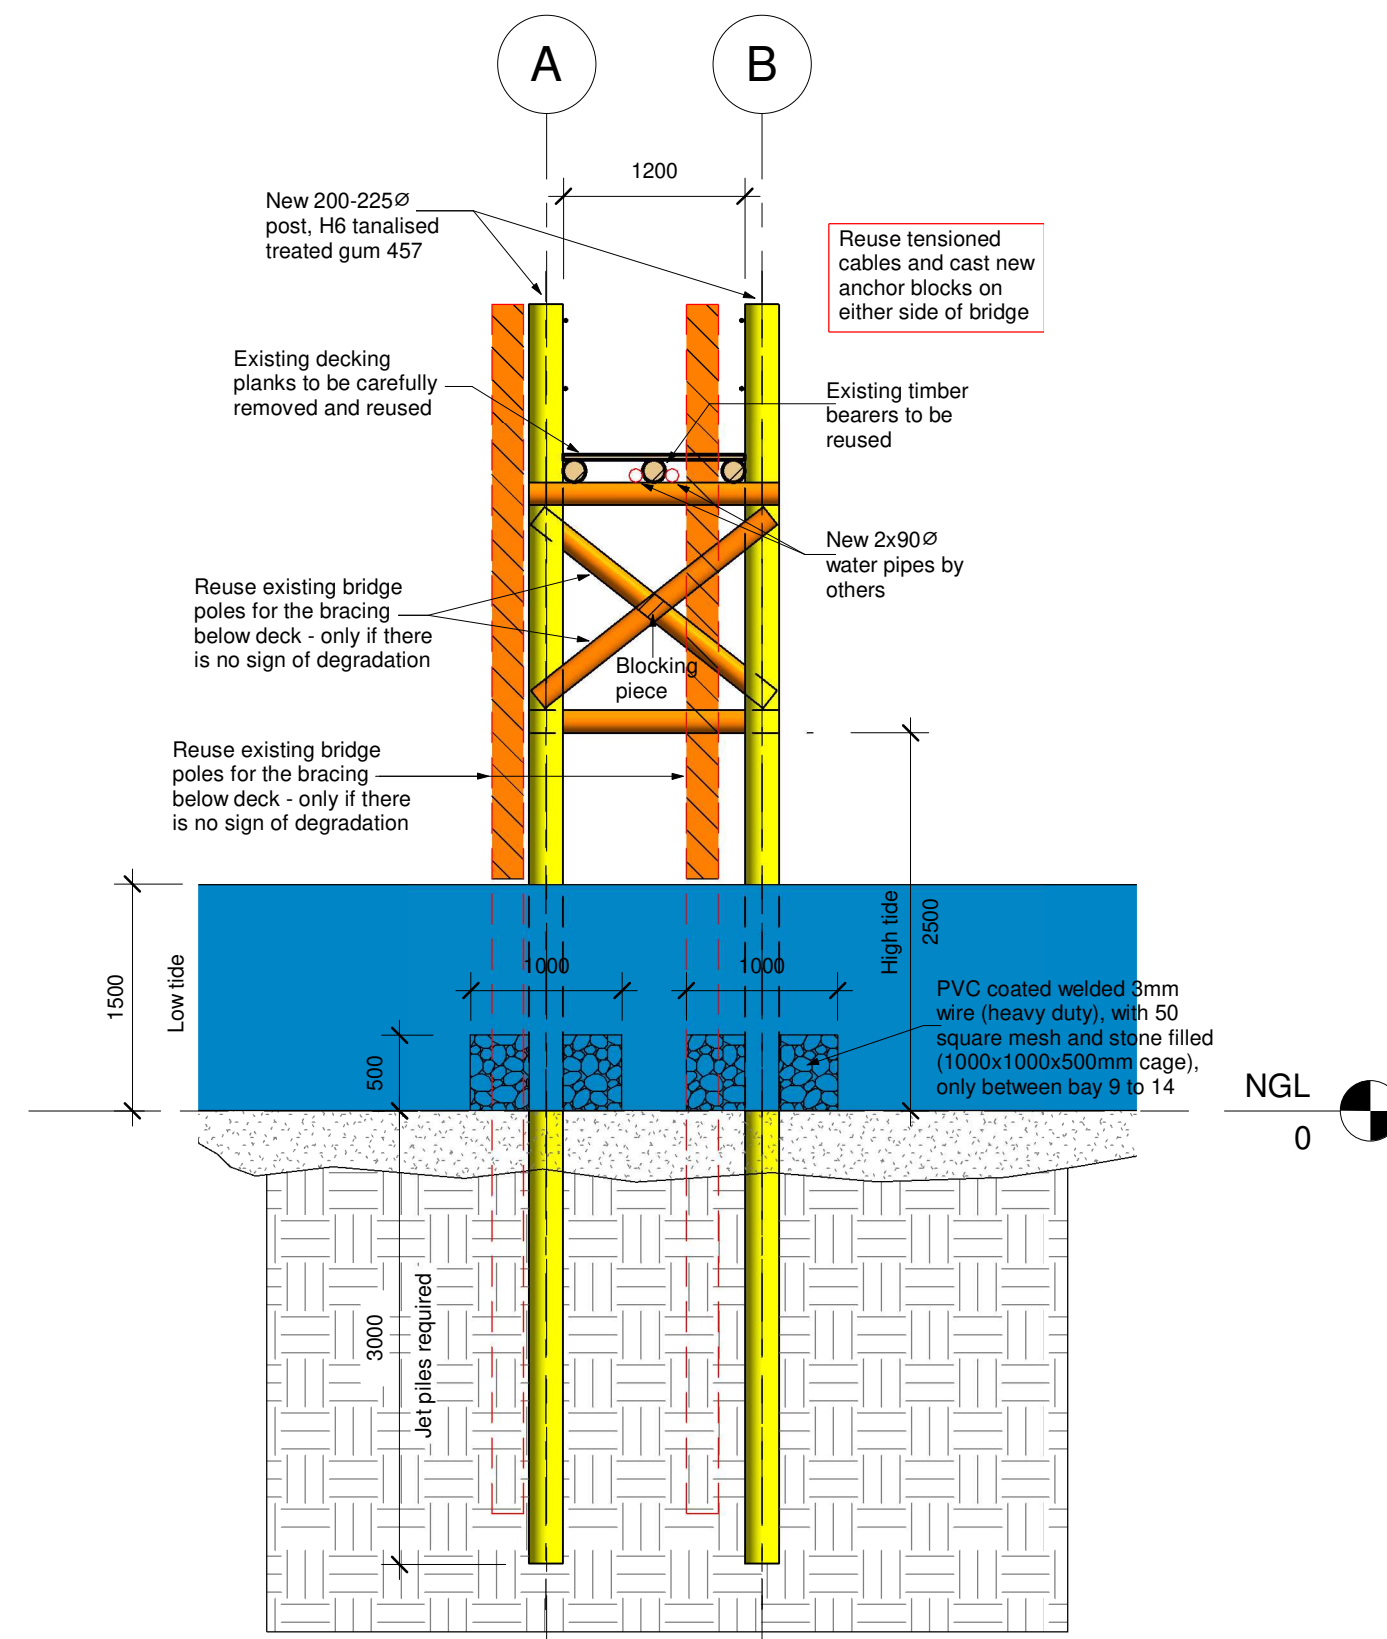 A
B
1200
New 200-225Ø
post, H6 tanalised
treated gum 457
Reuse tensioned
cables and cast new
anchor blocks on
either side of bridge
Existing decking
planks to be carefully
removed and reused
Existing timber
bearers to be
reused
New 2x90Ø
water pipes by
others
Reuse existing bridge
poles for the bracing
below deck - only if there
is no sign of degradation
Blocking
piece
Reuse existing bridge
poles for the bracing
below deck - only if there
is no sign of degradation
1500
Low tide
High tide
2500
1000
1000
500
PVC coated welded 3mm
wire (heavy duty), with 50
square mesh and stone filled
(1000x1000x500mm cage),
only between bay 9 to 14
NGL
0
3000
Jet piles required